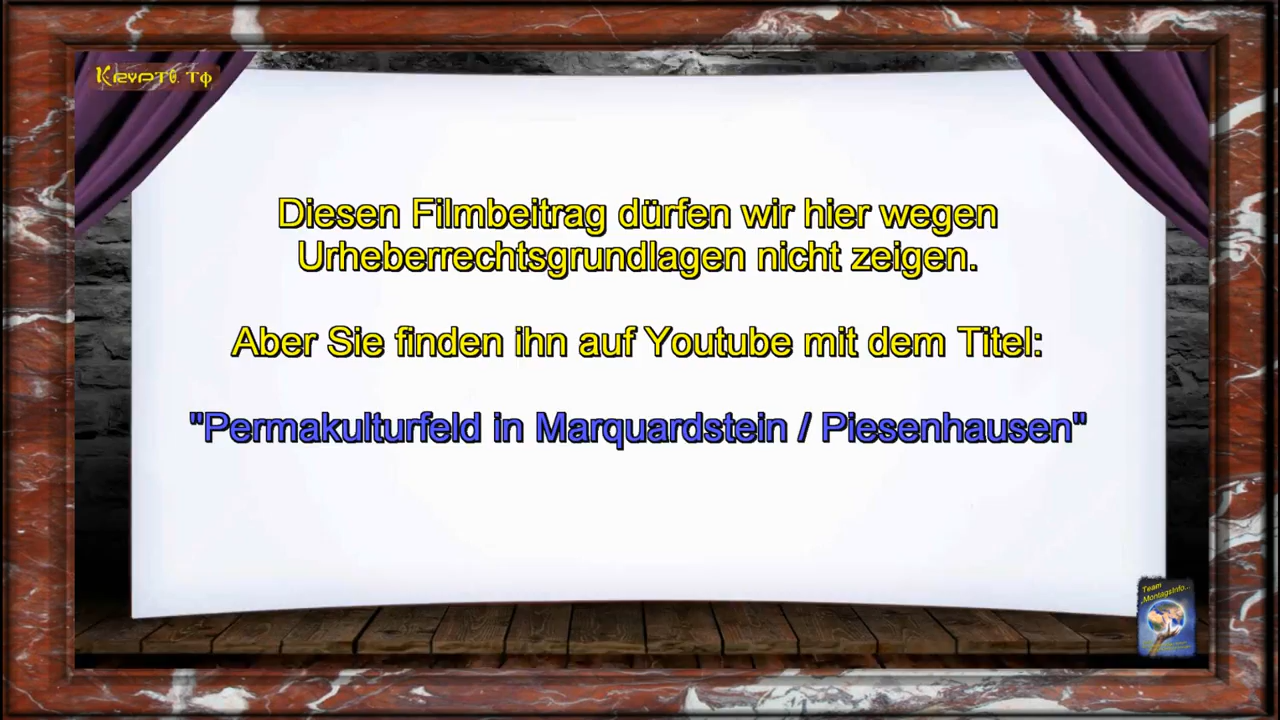 Krypto.TV
Diesen Filmbeitrag dürfen wir hier wegen
Urheberrechtsgrundlagen nicht zeigen.
Aber Sie finden ihn auf Youtube mit dem Titel:
"Permakulturfeld in Marquardstein / Piesenhausen"
Team
„MontagsInfo...